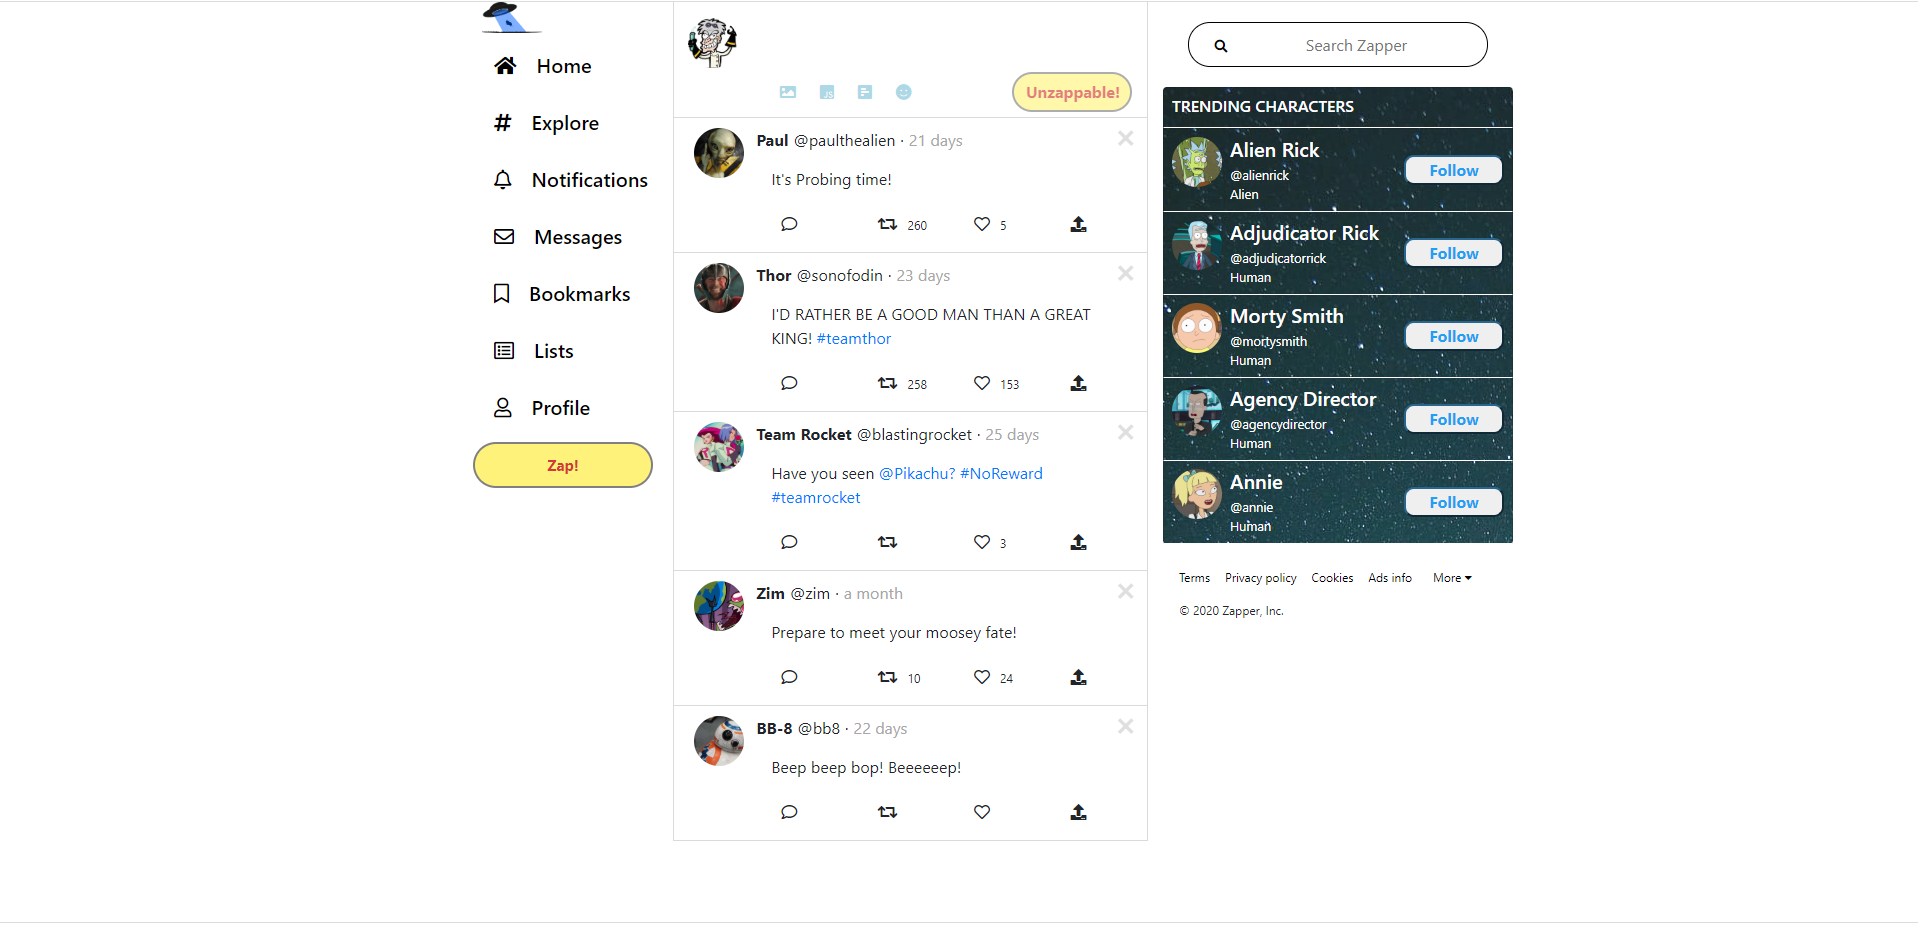 Home
Explore
Notifications
Messages
Bookmarks
Lists
Profile
Zap!
JS
Unzappable!
Paul @paulthealien · 21 days
It's Probing time!
260 5
Thor @sonofodin · 23 days
I'D RATHER BE A GOOD MAN THAN A GREAT
KING! #teamthor
258 153
Team Rocket @blastingrocket · 25 days
Have you seen @Pikachu? #NoReward
#teamrocket
3
Zim @zim · a month
Prepare to meet your moosey fate!
10 24
BB-8 @bb8 · 22 days
Beep beep bop! Beeeeeep!
Search Zapper
TRENDING CHARACTERS
Alien Rick
@alienrick
Alien
Follow
Adjudicator Rick
@adjudicatorrick
Human
Follow
Morty Smith
@mortysmith
Human
Follow
Agency Director
@agencydirector
Human
Follow
Annie
@annie
Human
Follow
Terms Privacy policy Cookies Ads info More
© 2020 Zapper, Inc.